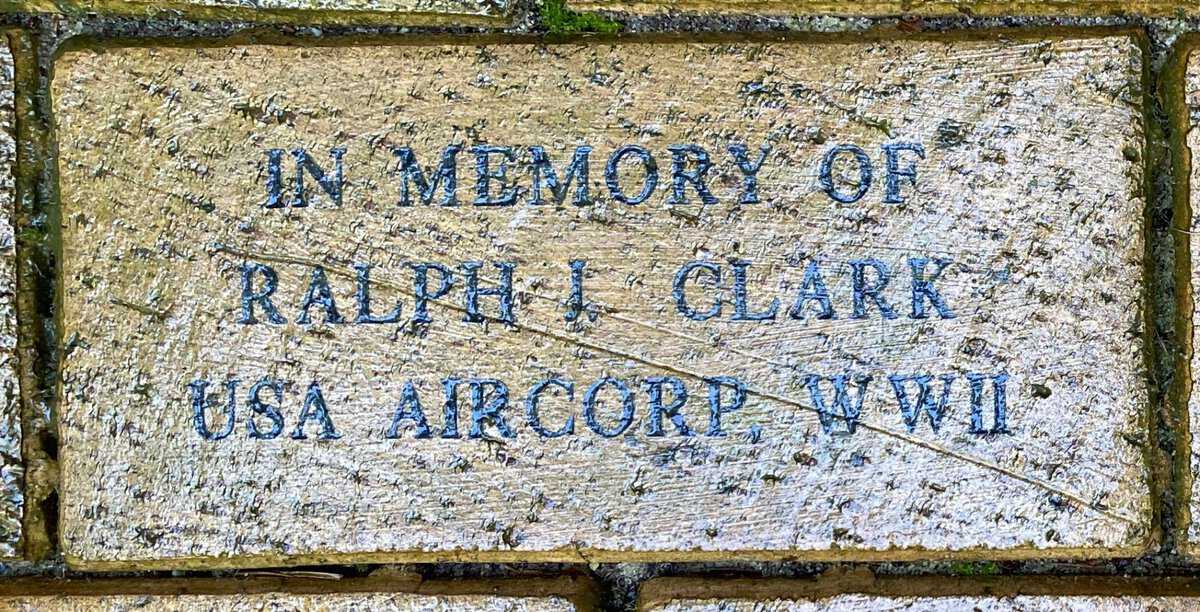 IN MEMORY OF
RALPH J. CLARK
USA AIRCORP. WWII